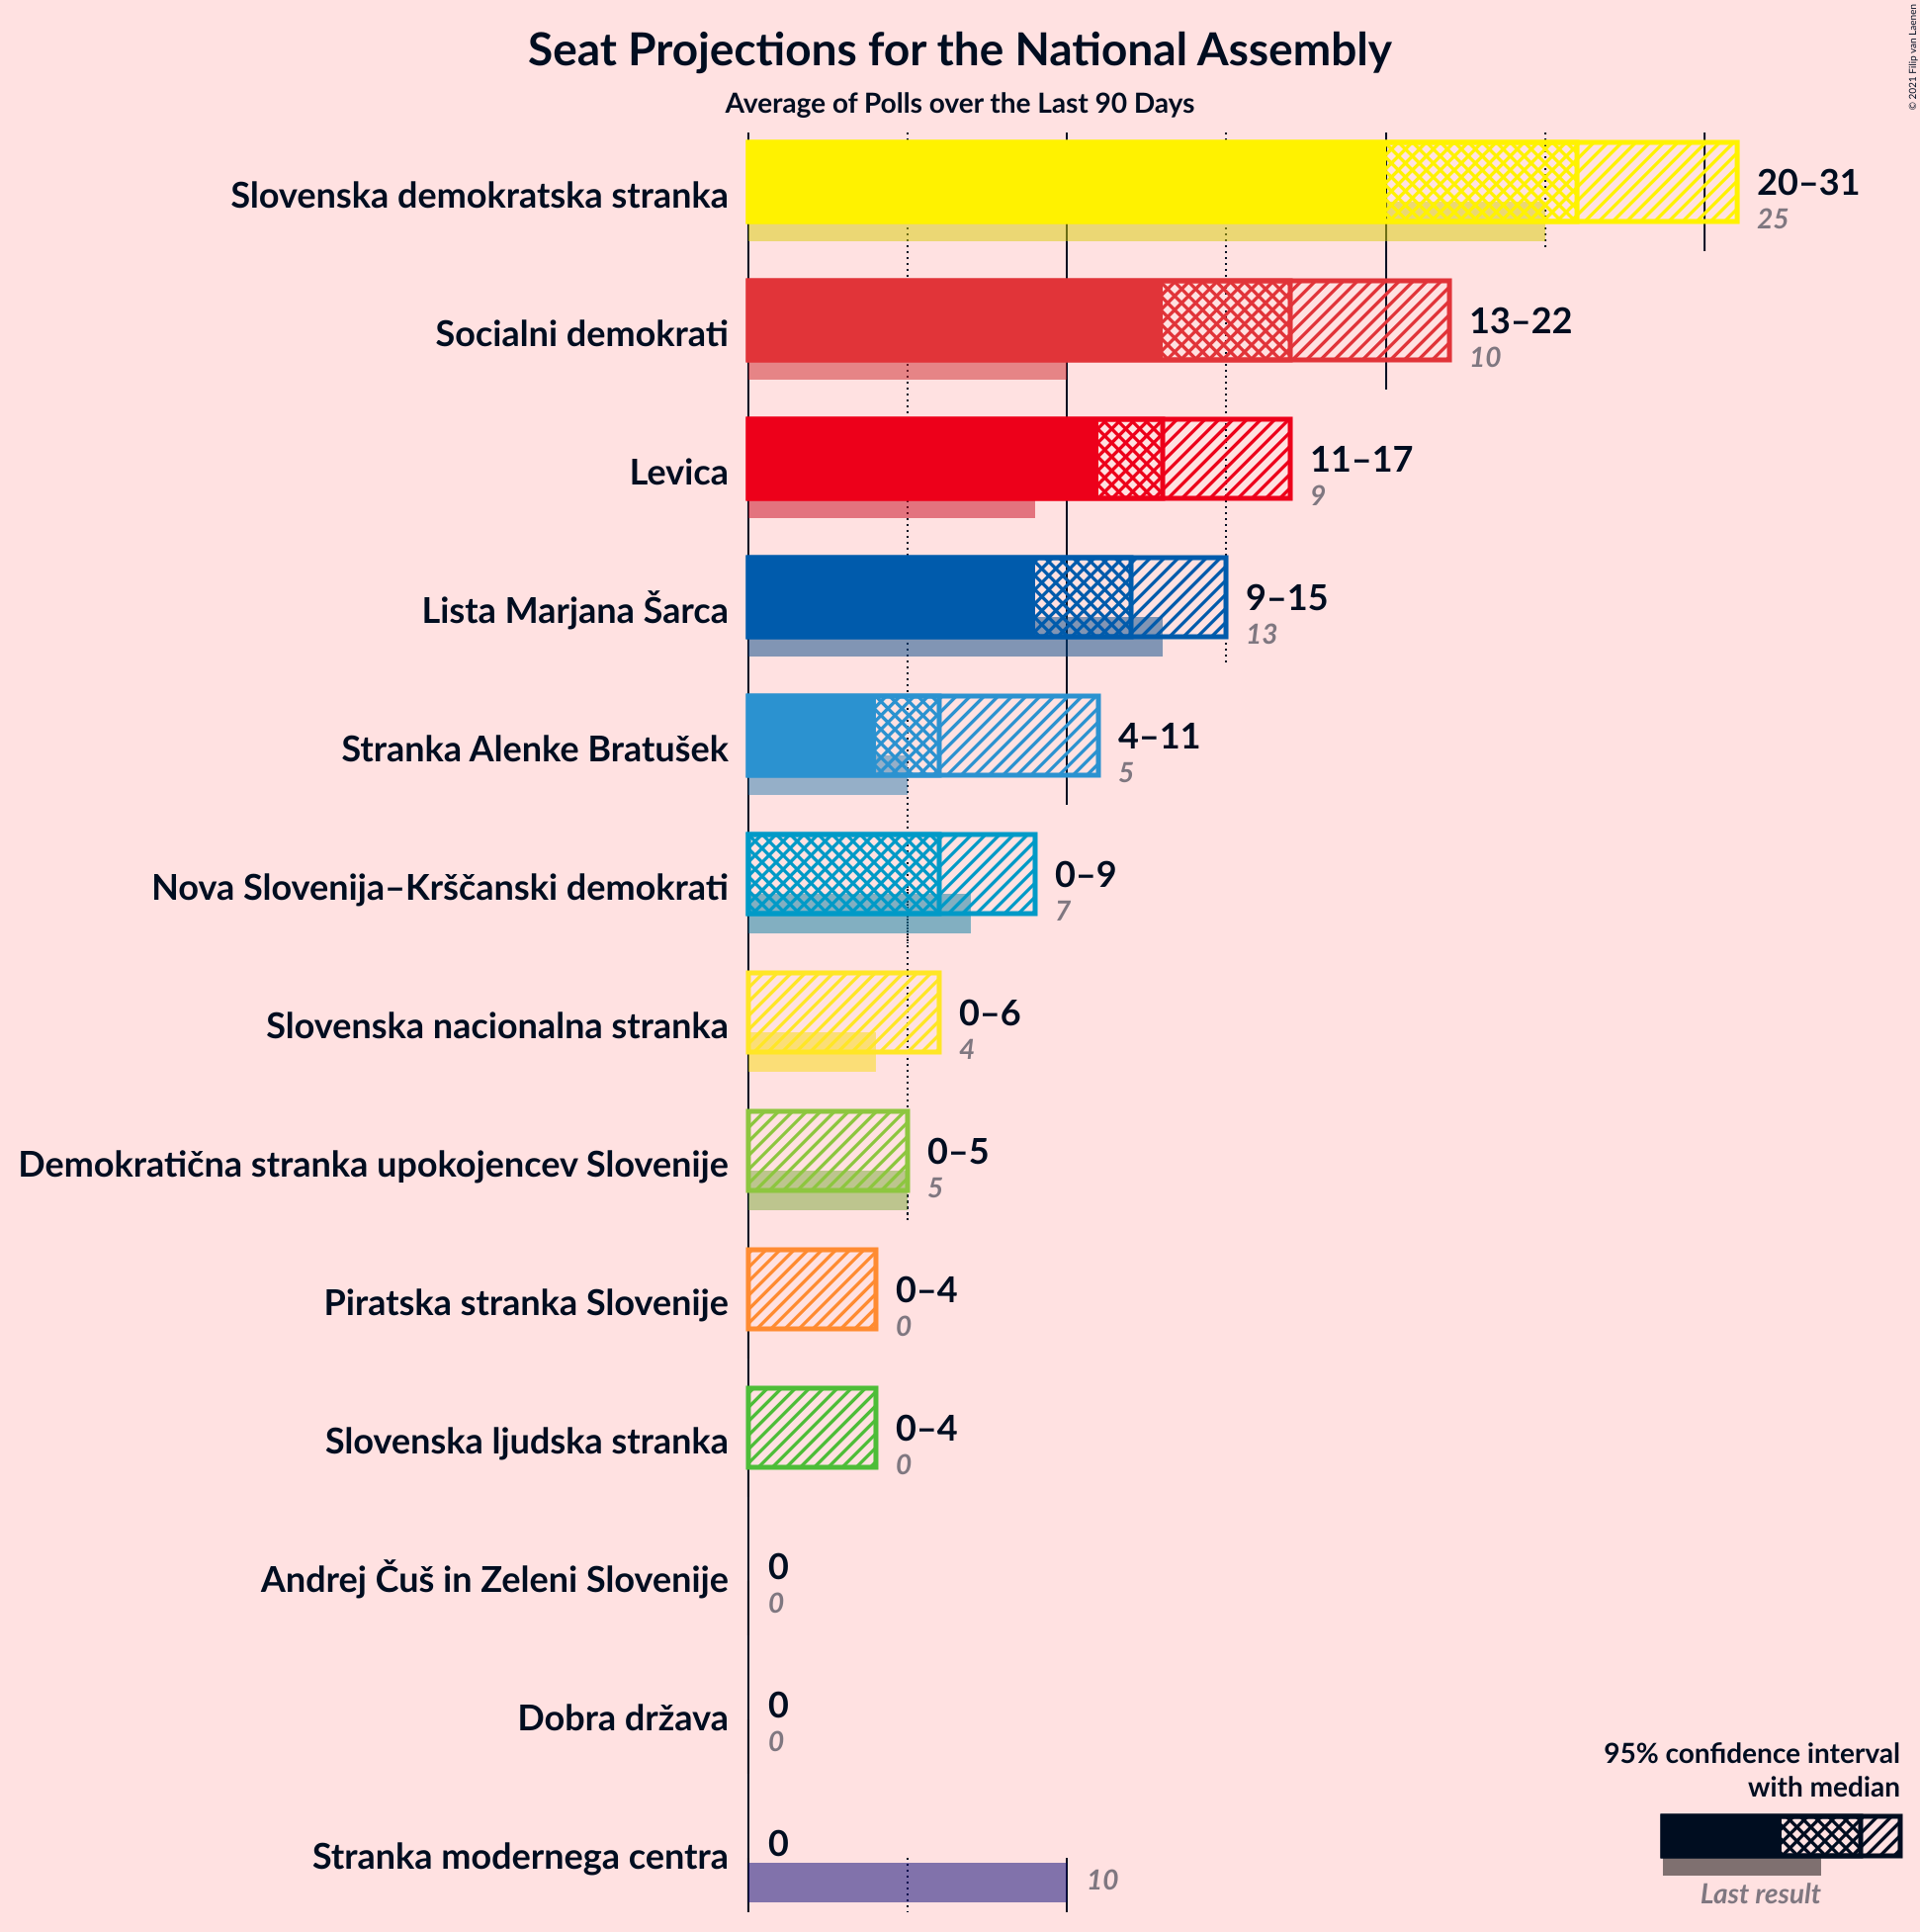 Seat Projections for the National Assembly
Average of Polls over the Last 90 Days
© 2021 Filip van Laenen
Slovenska demokratska stranka
20–31
25
Socialni demokrati
13–22
10
Levica
11–17
9
Lista Marjana Šarca
9–15
13
Stranka Alenke Bratušek
4–11
5
Nova Slovenija–Krščanski demokrati
0–9
7
Slovenska nacionalna stranka
0–6
4
Demokratična stranka upokojencev Slovenije
0–5
5
Piratska stranka Slovenije
0–4
0
Slovenska ljudska stranka
0–4
0
Andrej Čuš in Zeleni Slovenije
0
0
Dobra država
0
0
Stranka modernega centra
0
10
95% confidence interval
with median
Last result